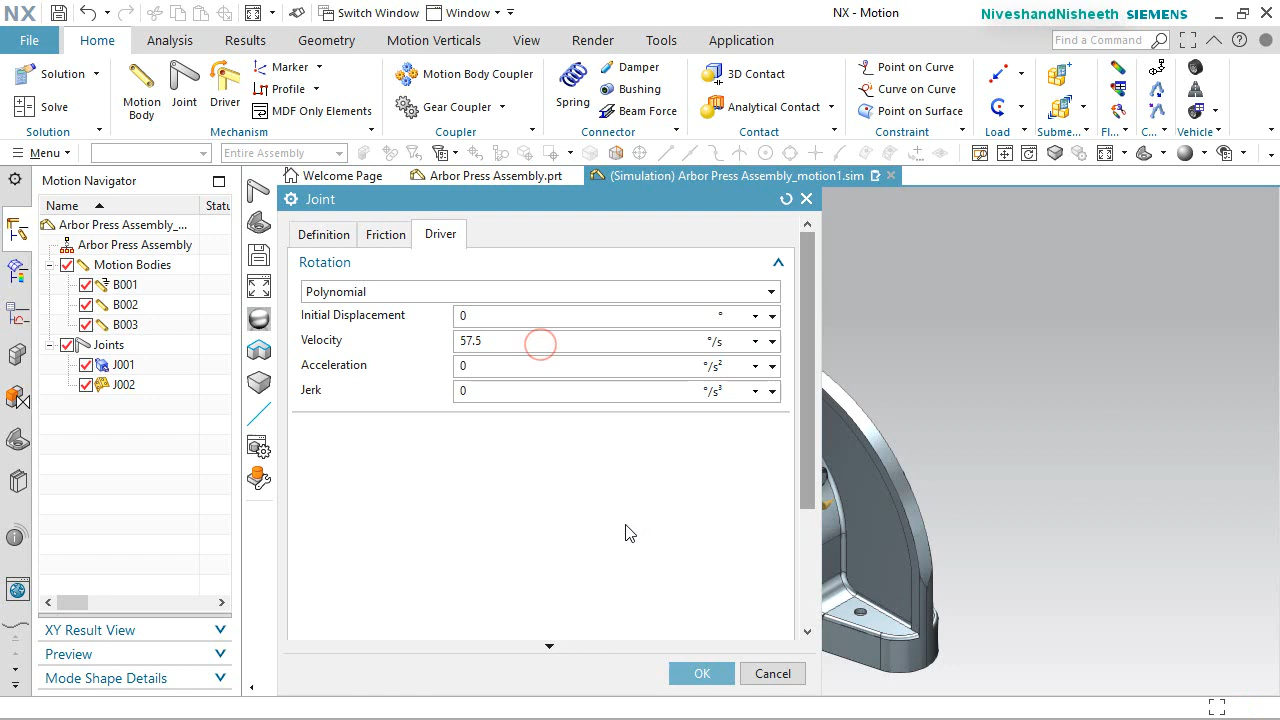 NX
Switch Window
Window
NX - Motion
NiveshandNisheeth SIEMENS
File
Home
Analysis
Results
Geometry
Motion Verticals
View
Render
Tools
Application
Find a Command
Solution
Solve
Solution
Motion Body
Joint
Driver
Marker
Profile
MDF Only Elements
Mechanism
Motion Body Coupler
Gear Coupler
Coupler
Spring
Damper
Bushing
Beam Force
Connector
3D Contact
Analytical Contact
Contact
Point on Curve
Curve on Curve
Point on Surface
Constraint
Load
Subme...
Fl...
C...
Vehicle
Menu
Entire Assembly
Motion Navigator
Welcome Page
Arbor Press Assembly.prt
(Simulation) Arbor Press Assembly_motion1.sim
Name
Statu
Arbor Press Assembly_...
Arbor Press Assembly
Motion Bodies
B001
B002
B003
Joints
J001
J002
XY Result View
Preview
Mode Shape Details
Joint
Definition
Friction
Driver
Rotation
Polynomial
Initial Displacement 0 °
Velocity 57.5 °/s
Acceleration 0 °/s²
Jerk 0 °/s³
OK
Cancel